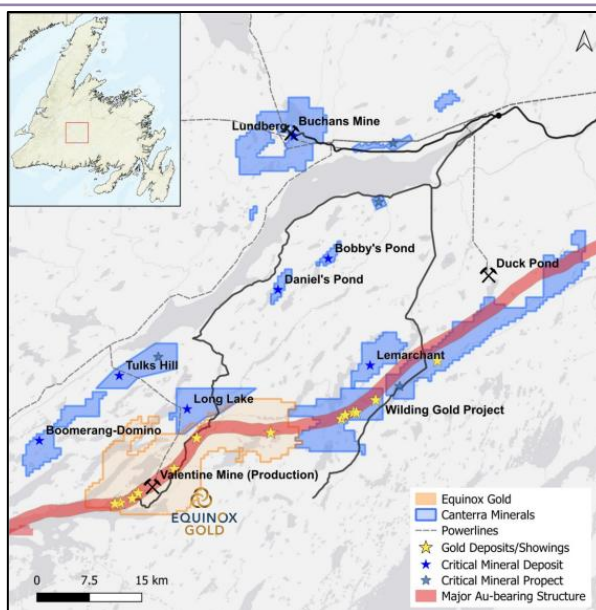 Lundberg
Buchans Mine
Bobby's Pond
Duck Pond
Daniel's Pond
Tulks Hill
Lemarchant
Long Lake
Wilding Gold Project
Boomerang-Domino
Valentine Mine (Production)
EQUINOX
GOLD
Equinox Gold
Canterra Minerals
Powerlines
Gold Deposits/Showings
Critical Mineral Deposit
Critical Mineral Propect
Major Au-bearing Structure
0 7.5 15 km